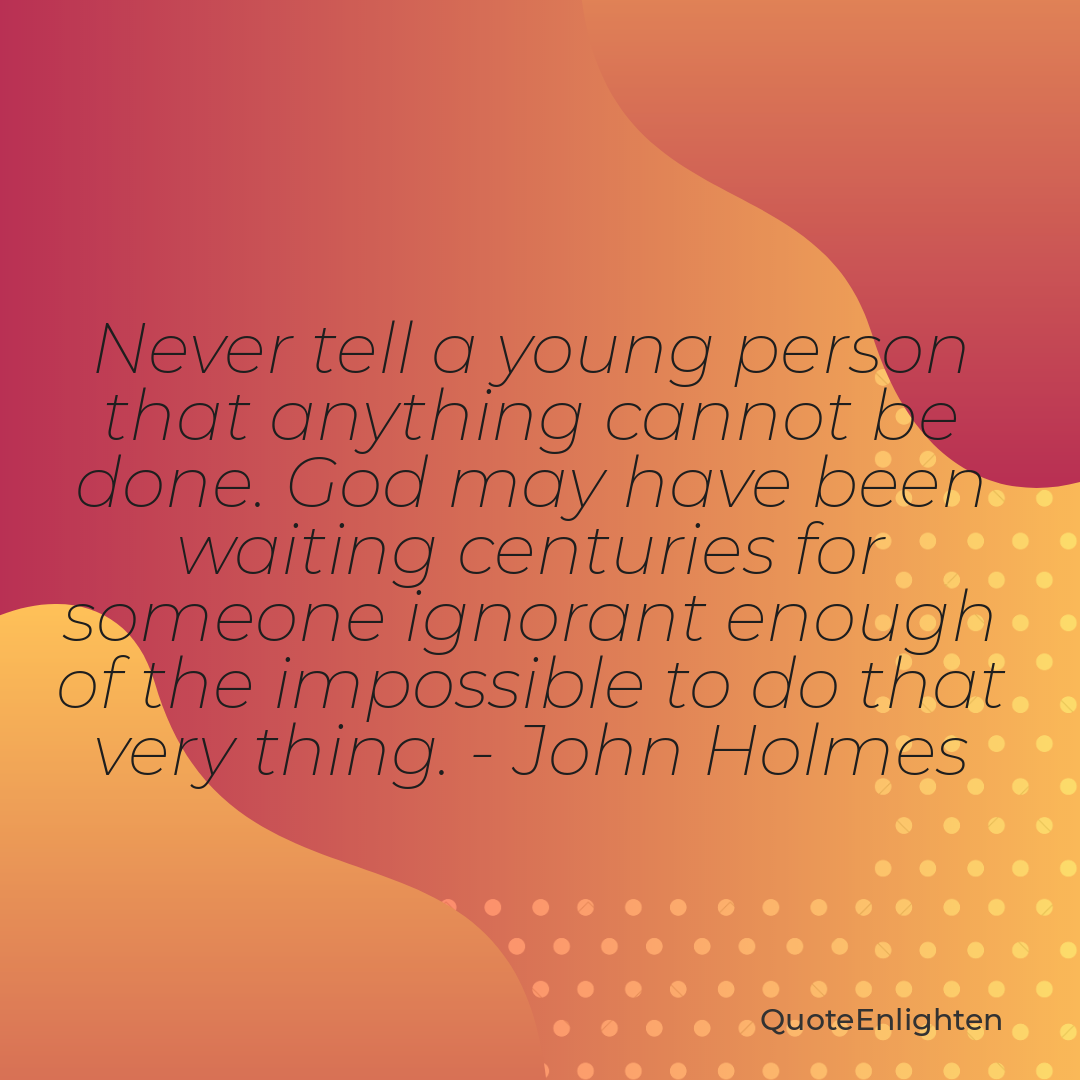 Never tell a young person
that anything cannot be
done. God may have been
waiting centuries for
someone ignorant enough
of the impossible to do that
very thing. - John Holmes
QuoteEnlighten